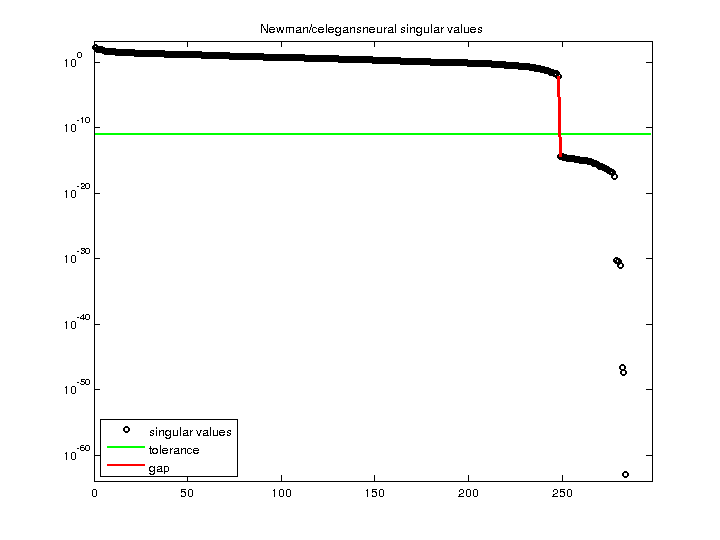 Newman/celegansneural singular values
10^0
10^-10
10^-20
10^-30
10^-40
10^-50
10^-60
singular values
tolerance
gap
0 50 100 150 200 250